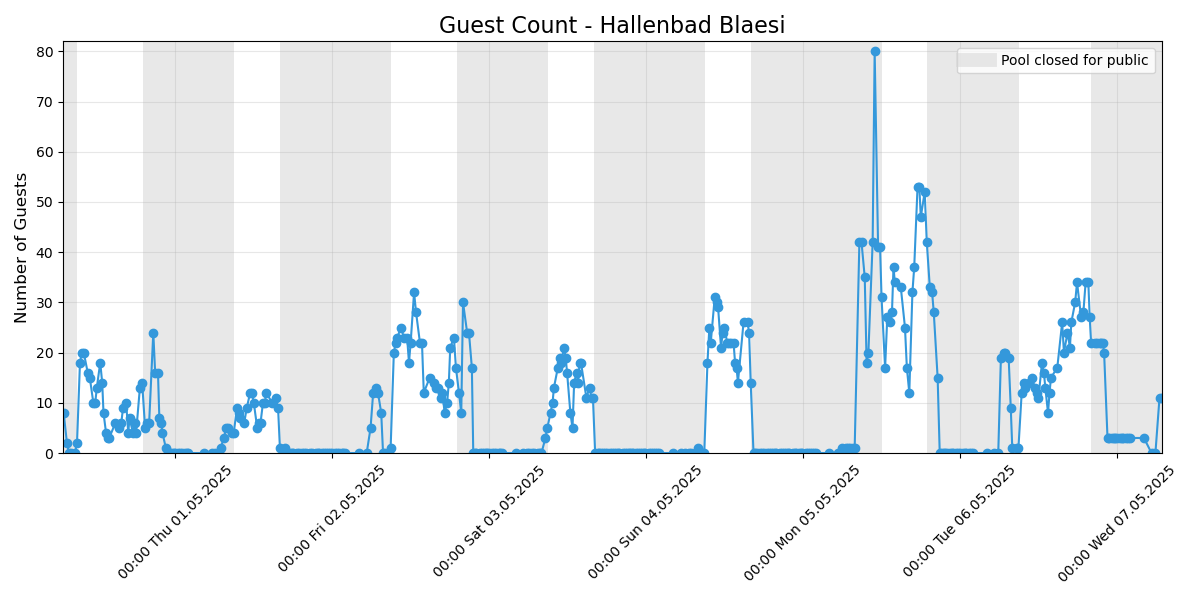 Guest Count - Hallenbad Blaesi
Pool closed for public
Number of Guests
80
70
60
50
40
30
20
10
0
00:00 Thu 01.05.2025
00:00 Fri 02.05.2025
00:00 Sat 03.05.2025
00:00 Sun 04.05.2025
00:00 Mon 05.05.2025
00:00 Tue 06.05.2025
00:00 Wed 07.05.2025